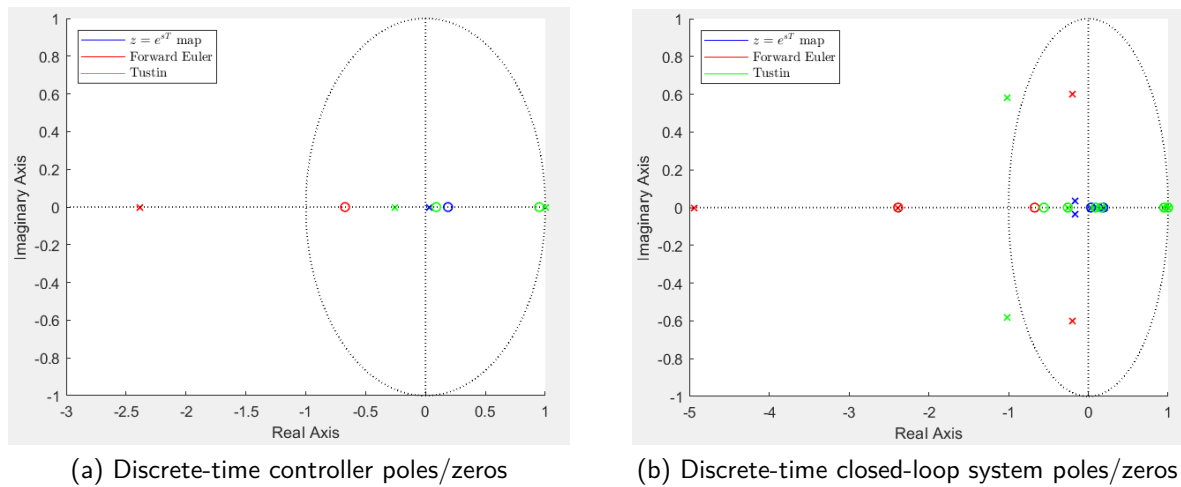 1
0.8
0.6
0.4
0.2
0
-0.2
-0.4
-0.6
-0.8
-1
Imaginary Axis
z = e^{sT} map
Forward Euler
Tustin
-3 -2.5 -2 -1.5 -1 -0.5 0 0.5 1
Real Axis
(a) Discrete-time controller poles/zeros
1
0.8
0.6
0.4
0.2
0
-0.2
-0.4
-0.6
-0.8
-1
Imaginary Axis
z = e^{sT} map
Forward Euler
Tustin
-5 -4 -3 -2 -1 0 1
Real Axis
(b) Discrete-time closed-loop system poles/zeros